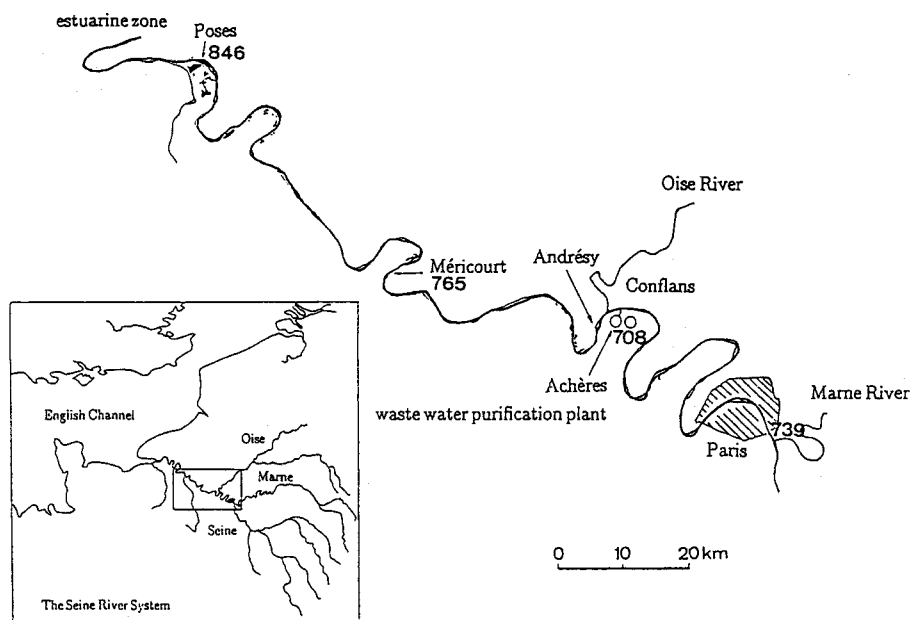 estuarine zone
Poses
846
Oise River
Andrésy
Conflans
Méricourt
765
708
Achères
waste water purification plant
Marne River
739
Paris
0 10 20 km
English Channel
Oise
Marne
Seine
The Seine River System